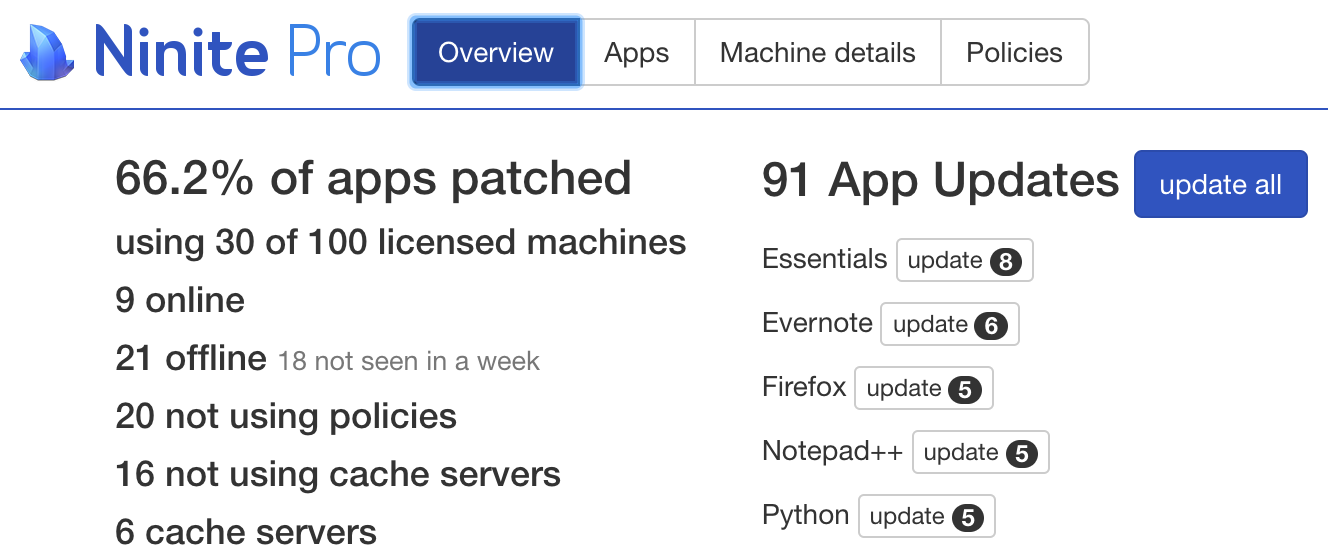 Ninite Pro Overview Apps Machine details Policies
66.2% of apps patched
using 30 of 100 licensed machines
9 online
21 offline 18 not seen in a week
20 not using policies
16 not using cache servers
6 cache servers
91 App Updates update all
Essentials update 8
Evernote update 6
Firefox update 5
Notepad++ update 5
Python update 5